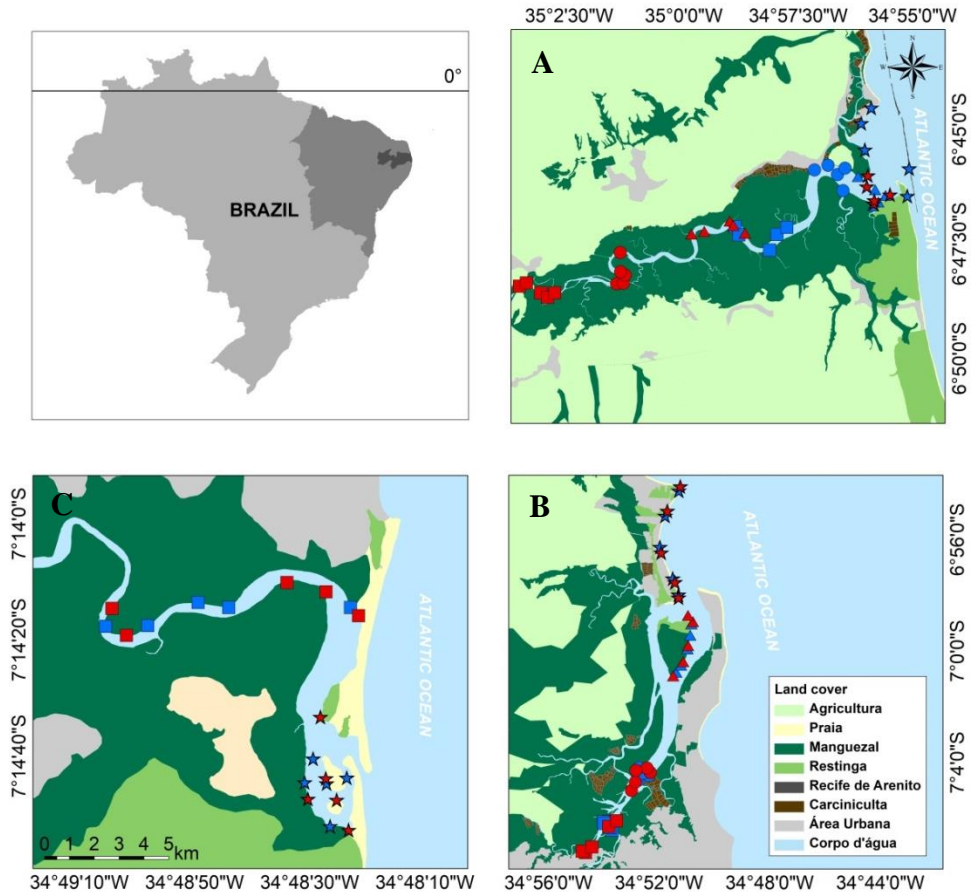 0°
BRAZIL
35°2'30"W 35°0'0"W 34°57'30"W 34°55'0"W
A
N
W E
S
6°45'0"S
6°47'30"S
6°50'0"S
ATLANTIC OCEAN
C
7°14'0"S
7°14'20"S
7°14'40"S
ATLANTIC OCEAN
0 1 2 3 4 5
km
34°49'10"W 34°48'50"W 34°48'30"W 34°48'10"W
B
ATLANTIC OCEAN
6°56'0"S
7°0'0"S
7°4'0"S
Land cover
Agricultura
Praia
Manguezal
Restinga
Recife de Arenito
Carciniculta
Área Urbana
Corpo d'água
34°56'0"W 34°52'0"W 34°48'0"W 34°44'0"W